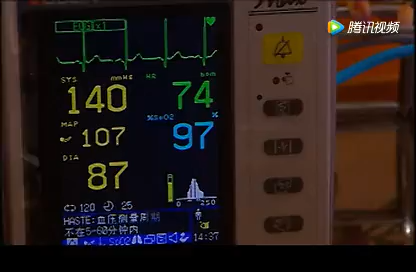 腾讯视频
x1
SYS mmHg HR bpm
140 74
MAP %SpO2 %
107 97
DIA
87
120 25
0 250
HASTE:血压测量周期
不在5-60分钟内
14:37